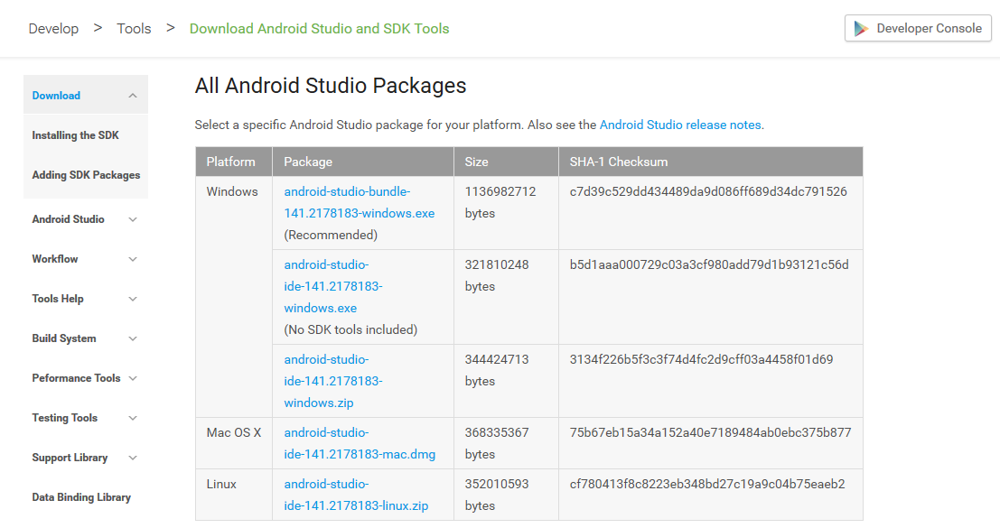 Develop > Tools > Download Android Studio and SDK Tools
Developer Console
Download
Installing the SDK
Adding SDK Packages
Android Studio
Workflow
Tools Help
Build System
Peformance Tools
Testing Tools
Support Library
Data Binding Library
All Android Studio Packages
Select a specific Android Studio package for your platform. Also see the Android Studio release notes.
Platform Package Size SHA-1 Checksum
Windows android-studio-bundle- 1136982712 c7d39c529dd434489da9d086ff689d34dc791526
141.2178183-windows.exe bytes
(Recommended)
android-studio- 321810248 b5d1aaa000729c03a3cf980add79d1b93121c56d
ide-141.2178183- bytes
windows.exe
(No SDK tools included)
android-studio- 344424713 3134f226b5f3c3f74d4fc2d9cff03a4458f01d69
ide-141.2178183- bytes
windows.zip
Mac OS X android-studio- 368335367 75b67eb15a34a152a40e7189484ab0ebc375b877
ide-141.2178183-mac.dmg bytes
Linux android-studio- 352010593 cf780413f8c8223eb348bd27c19a9c04b75eaeb2
ide-141.2178183-linux.zip bytes